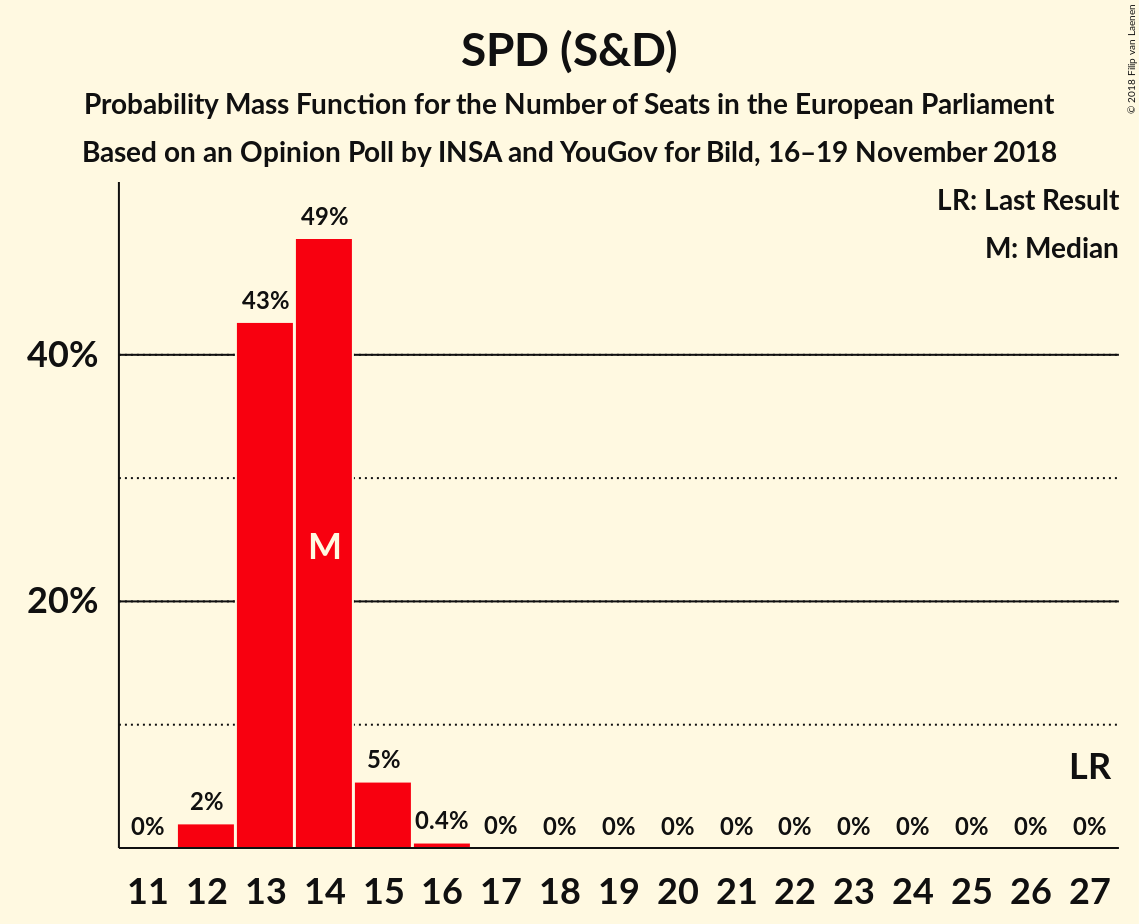 SPD (S&D)
Probability Mass Function for the Number of Seats in the European Parliament
Based on an Opinion Poll by INSA and YouGov for Bild, 16–19 November 2018
© 2018 Filip van Laenen
LR: Last Result
M: Median
49%
43%
40%
M
20%
5%
LR
0% 2% 0.4% 0% 0% 0% 0% 0% 0% 0% 0% 0% 0% 0%
11 12 13 14 15 16 17 18 19 20 21 22 23 24 25 26 27